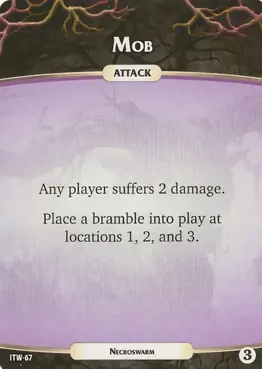 Mob
ATTACK
Any player suffers 2 damage.
Place a bramble into play at
locations 1, 2, and 3.
Necroswarm
ITW-67
3